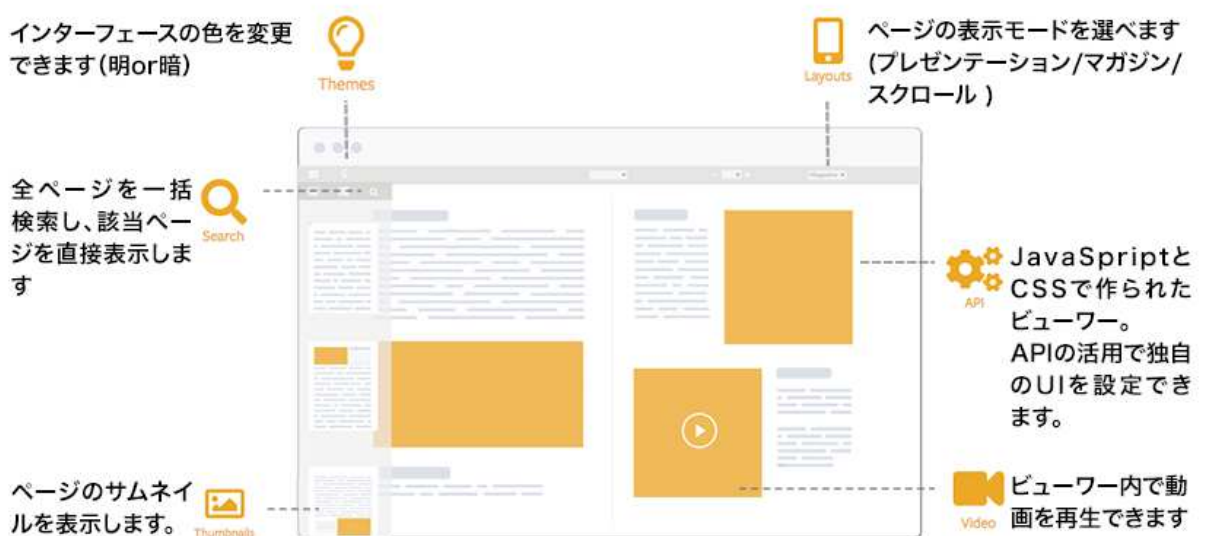 インターフェースの色を変更
できます(明or暗)
Themes
ページの表示モードを選べます
(プレゼンテーション/マガジン/
スクロール )
Layouts
全ページを一括
検索し、該当ペー
ジを直接表示しま
す
Search
Magazine
JavaSpriptと
CSSで作られた
ビューワー。
APIの活用で独自
のUIを設定でき
ます。
API
ページのサムネイ
ルを表示します。
Thumbnails
ビューワー内で動
画を再生できます
Video